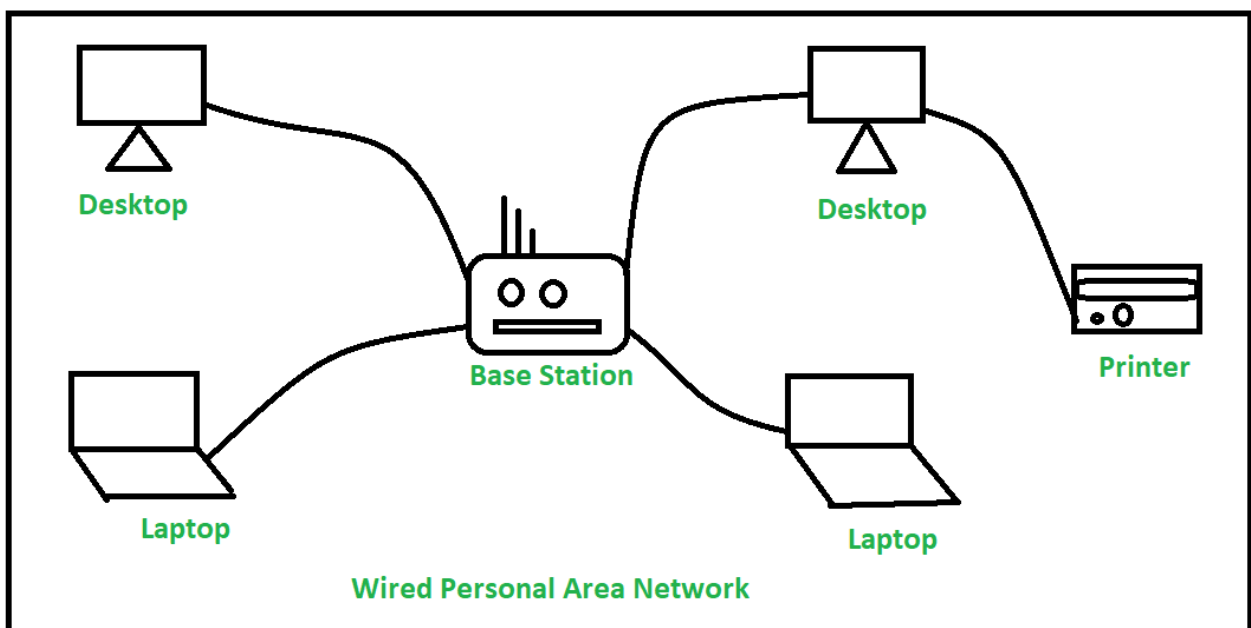 Desktop
Desktop
Base Station
Printer
Laptop
Laptop
Wired Personal Area Network